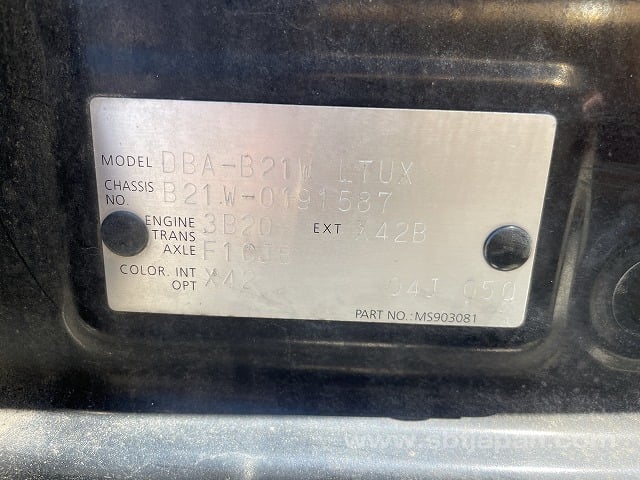 MODEL DBA-B21W LTUX
CHASSIS NO. B21W-0191587
ENGINE 3B20 EXT X42B
TRANS AXLE
COLOR. INT X42
OPT 04J 050
PART NO.: MS903081
www.sbtjapan.com